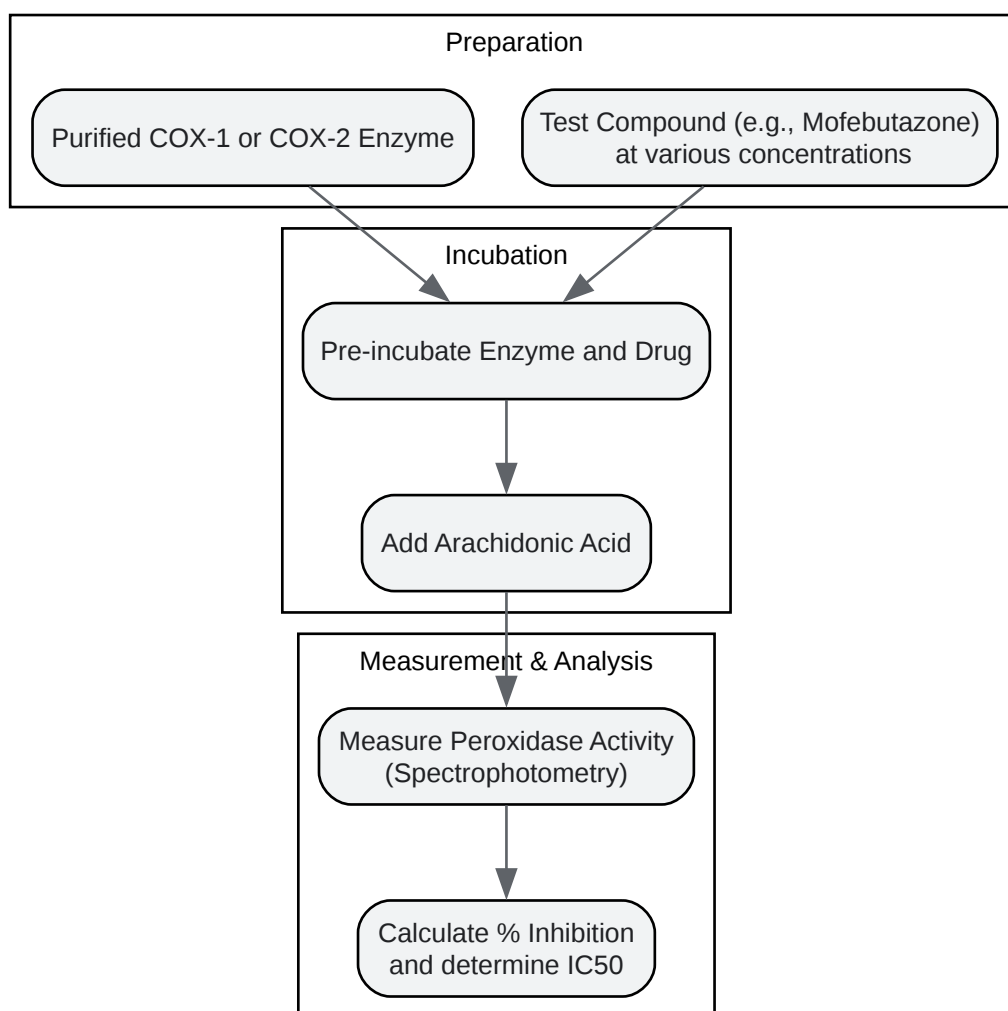 Preparation
Purified COX-1 or COX-2 Enzyme
Test Compound (e.g., Mofebutazone)
at various concentrations
Incubation
Pre-incubate Enzyme and Drug
Add Arachidonic Acid
Measurement & Analysis
Measure Peroxidase Activity
(Spectrophotometry)
Calculate % Inhibition
and determine IC50